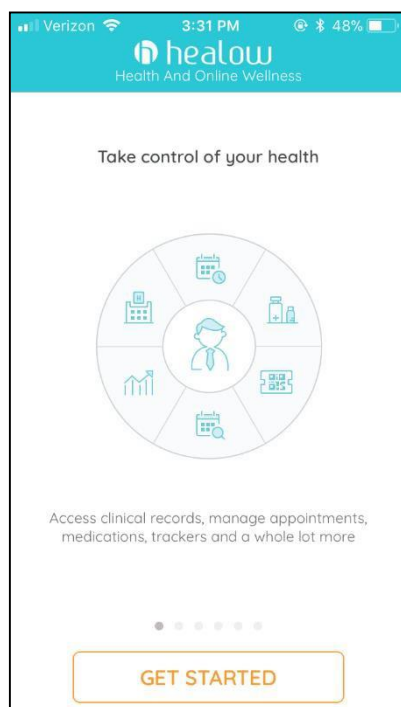 Verizon 3:31 PM 48%
healow
Health And Online Wellness
Take control of your health
Access clinical records, manage appointments,
medications, trackers and a whole lot more
GET STARTED